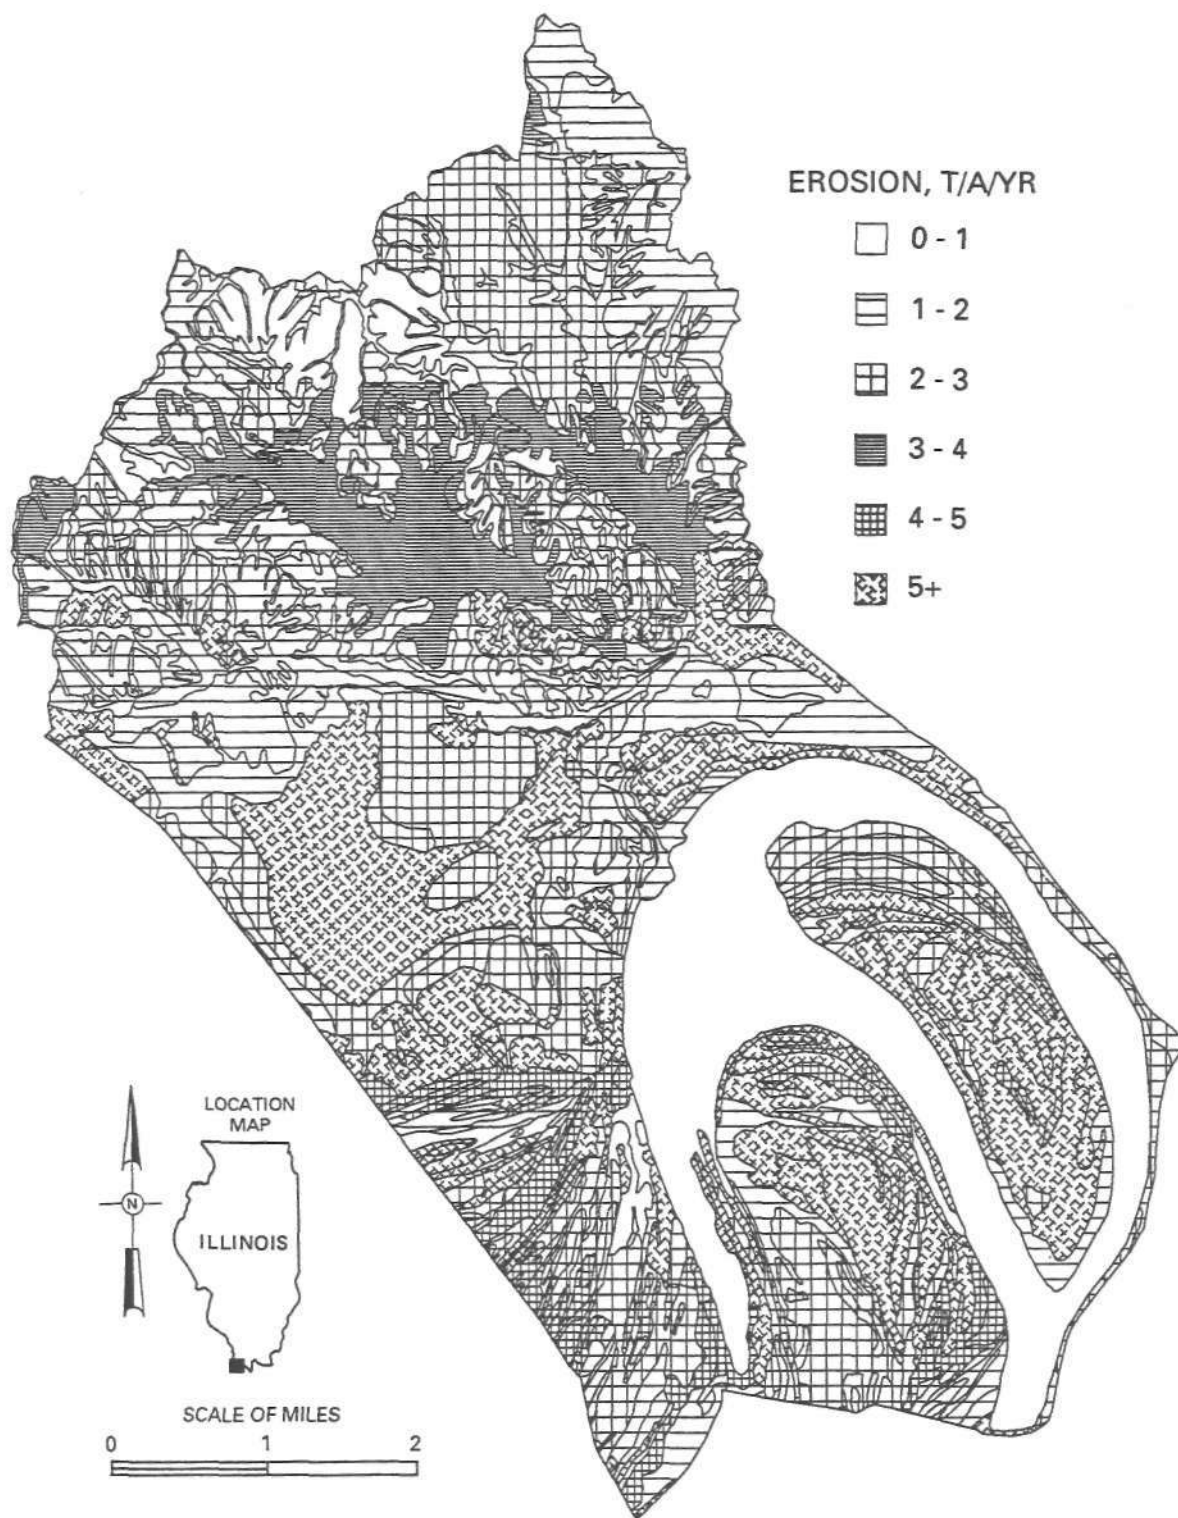 EROSION, T/A/YR
0 - 1
1 - 2
2 - 3
3 - 4
4 - 5
5+
LOCATION
MAP
N
ILLINOIS
SCALE OF MILES
0 1 2